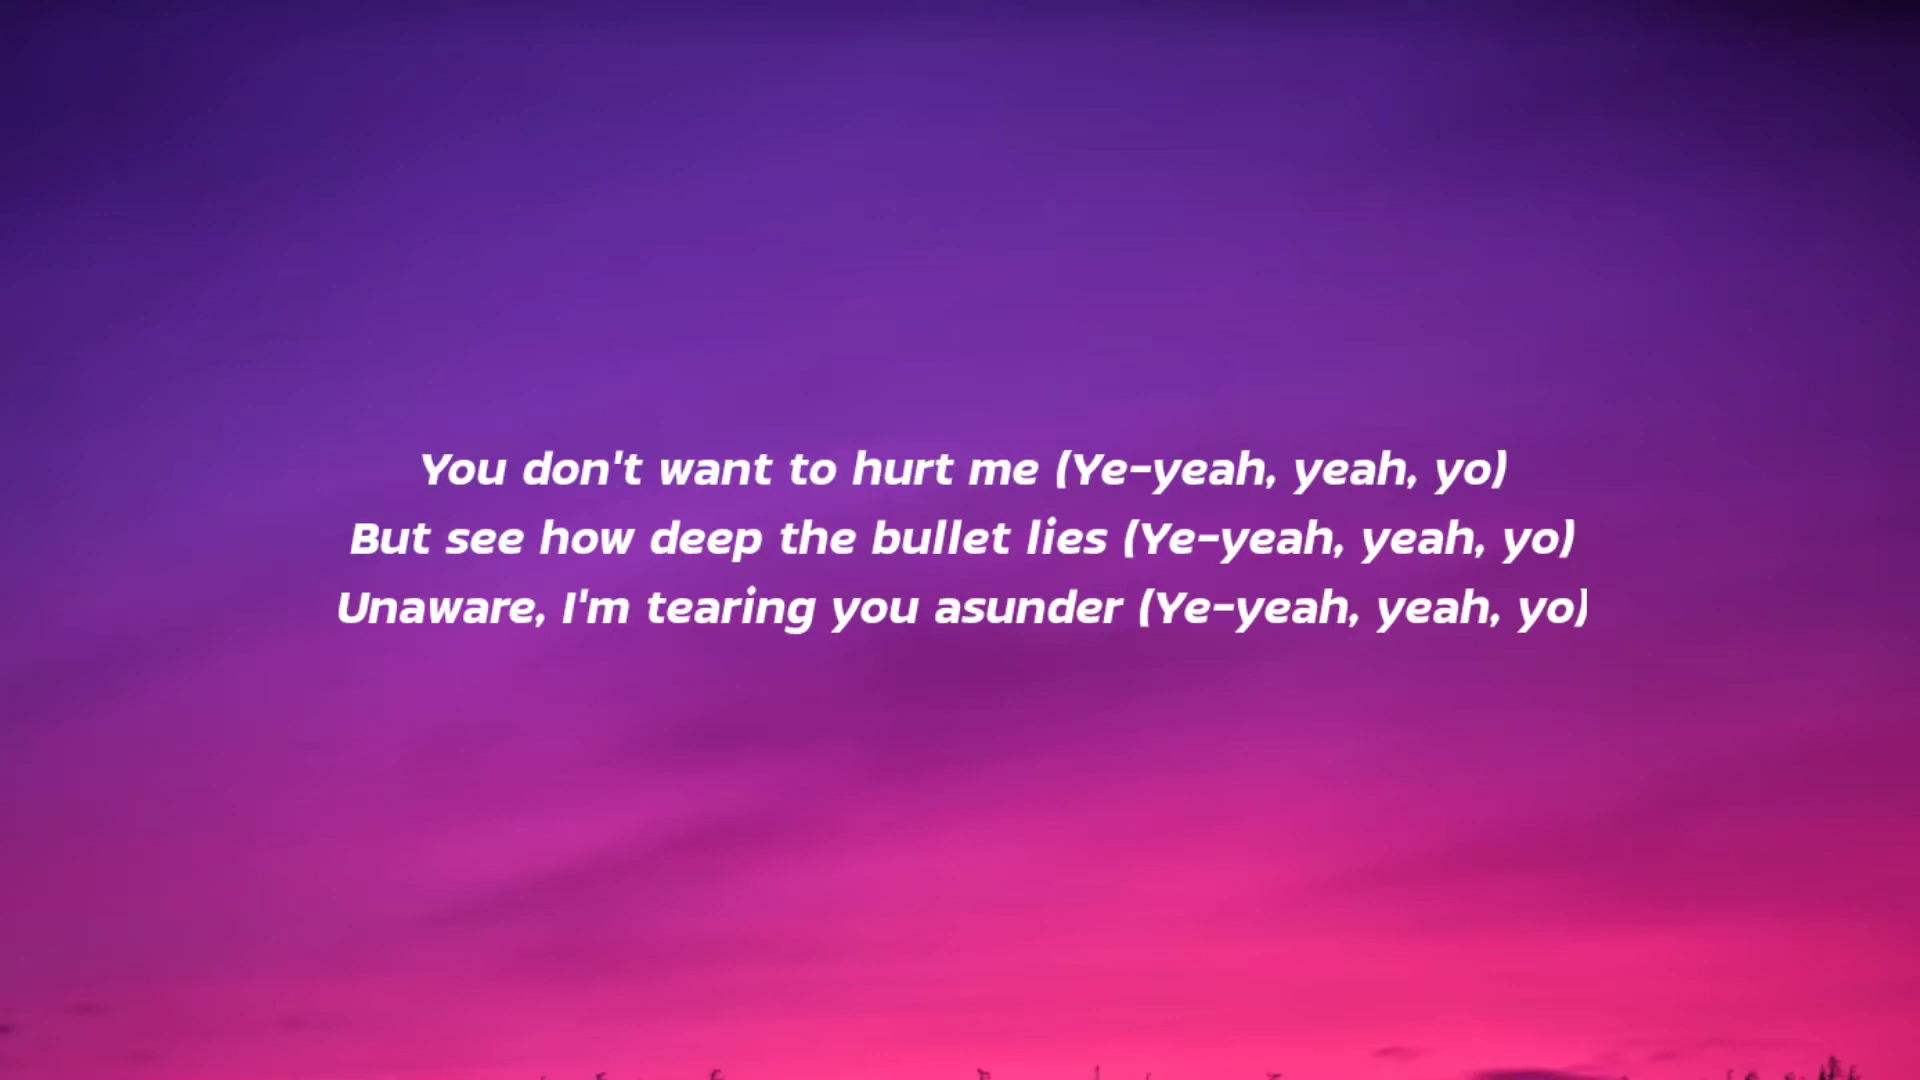 You don't want to hurt me (Ye-yeah, yeah, yo)
But see how deep the bullet lies (Ye-yeah, yeah, yo)
Unaware, I'm tearing you asunder (Ye-yeah, yeah, yo)